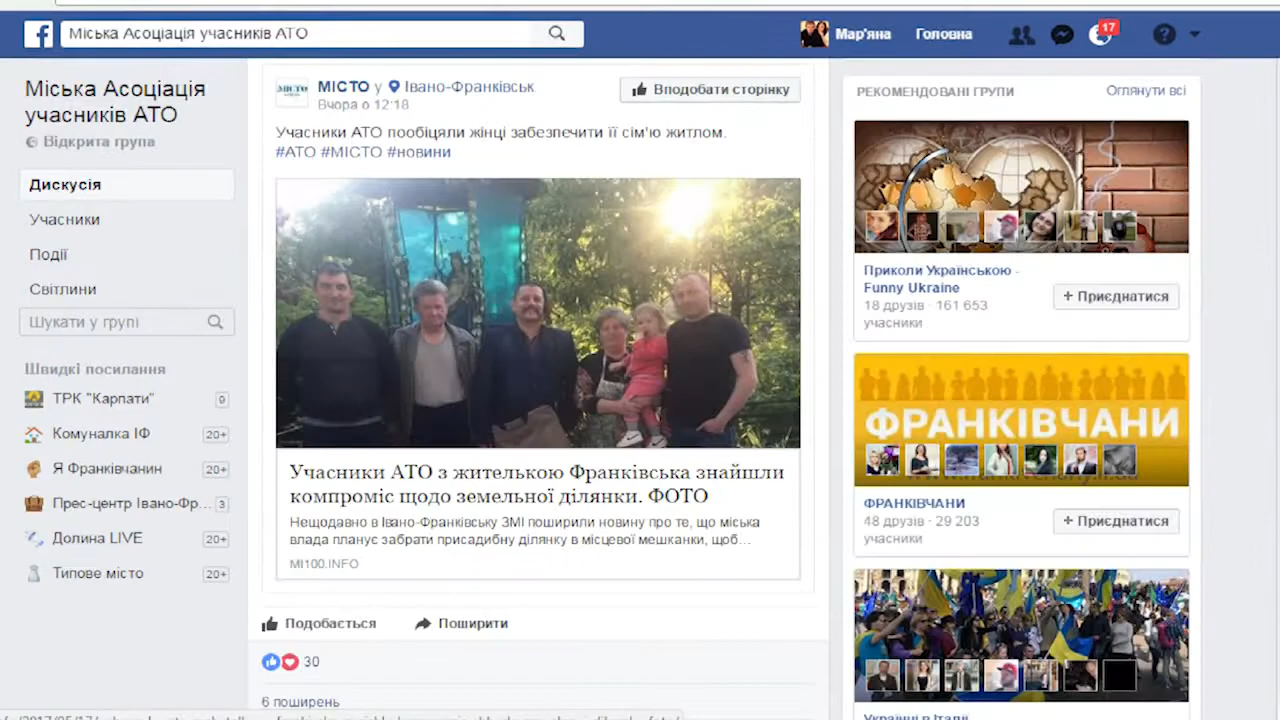 Міська Асоціація учасників АТО
Мар'яна
Головна
17
Міська Асоціація
учасників АТО
Відкрита група
Дискусія
Учасники
Події
Світлини
Шукати у групі
Швидкі посилання
ТРК "Карпати" 9
Комуналка ІФ 20+
Я Франківчанин 20+
Прес-центр Івано-Фр... 3
Долина LIVE 20+
Типове місто 20+
МІСТО
МІСТО у Івано-Франківськ
Вчора о 12:18
Вподобати сторінку
Учасники АТО пообіцяли жінці забезпечити її сім'ю житлом.
#АТО #МІСТО #новини
Учасники АТО з жителькою Франківська знайшли
компроміс щодо земельної ділянки. ФОТО
Нещодавно в Івано-Франківську ЗМІ поширили новину про те, що міська
влада планує забрати присадибну ділянку в місцевої мешканки, щоб...
MI100.INFO
Подобається
Поширити
30
6 поширень
РЕКОМЕНДОВАНІ ГРУПИ
Оглянути всі
Приколи Українською -
Funny Ukraine
18 друзів · 161 653
учасники
+ Приєднатися
ФРАНКІВЧАНИ
ФРАНКІВЧАНИ
48 друзів · 29 203
учасники
+ Приєднатися
Українці в Італії